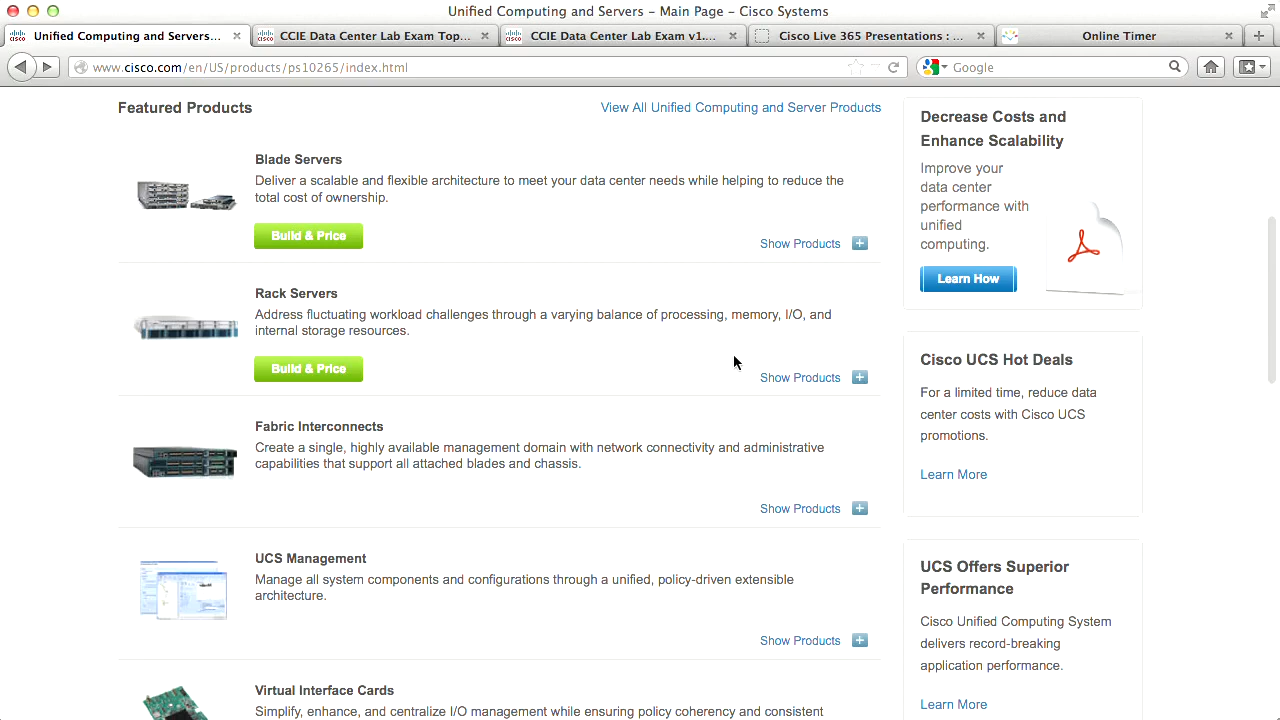 Unified Computing and Servers – Main Page – Cisco Systems
Unified Computing and Servers...
CCIE Data Center Lab Exam Top...
CCIE Data Center Lab Exam v1....
Cisco Live 365 Presentations : ...
Online Timer
www.cisco.com/en/US/products/ps10265/index.html
Google
Featured Products
View All Unified Computing and Server Products
Blade Servers
Deliver a scalable and flexible architecture to meet your data center needs while helping to reduce the
total cost of ownership.
Build & Price
Show Products
Rack Servers
Address fluctuating workload challenges through a varying balance of processing, memory, I/O, and
internal storage resources.
Build & Price
Show Products
Fabric Interconnects
Create a single, highly available management domain with network connectivity and administrative
capabilities that support all attached blades and chassis.
Show Products
UCS Management
Manage all system components and configurations through a unified, policy-driven extensible
architecture.
Show Products
Virtual Interface Cards
Simplify, enhance, and centralize I/O management while ensuring policy coherency and consistent
Decrease Costs and
Enhance Scalability
Improve your
data center
performance with
unified
computing.
Learn How
Cisco UCS Hot Deals
For a limited time, reduce data
center costs with Cisco UCS
promotions.
Learn More
UCS Offers Superior
Performance
Cisco Unified Computing System
delivers record-breaking
application performance.
Learn More